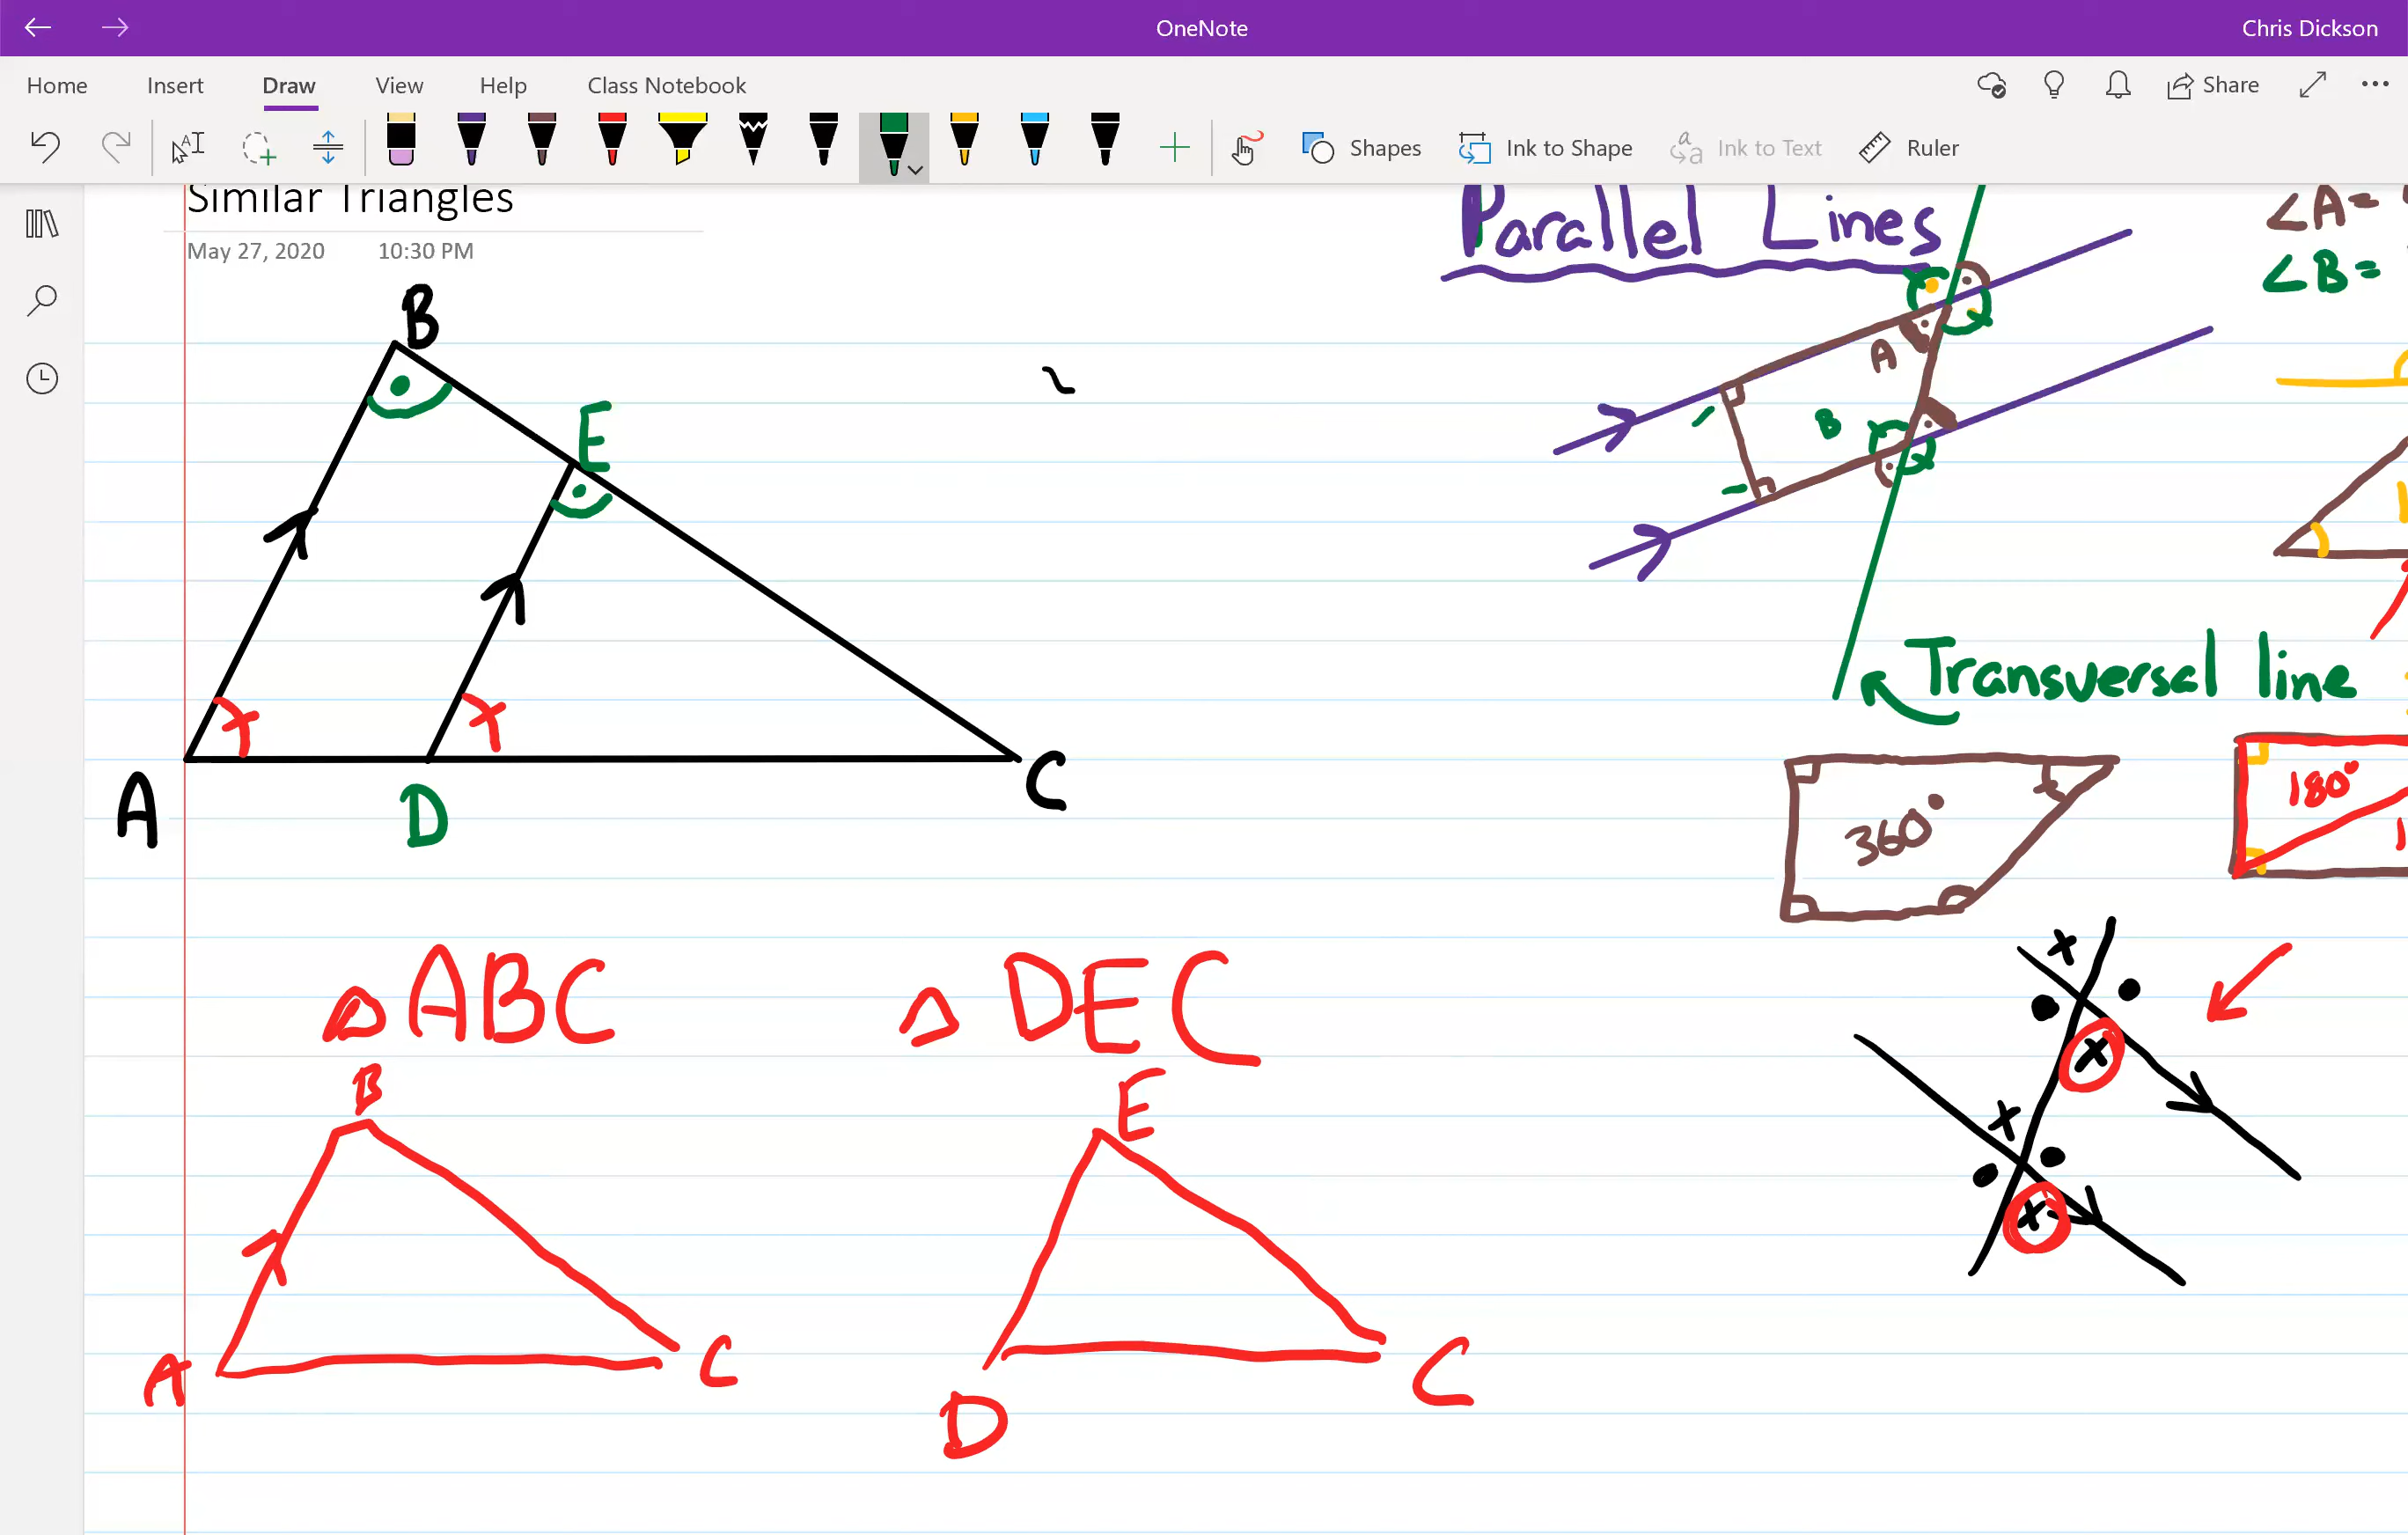 OneNote
Chris Dickson
Home Insert Draw View Help Class Notebook Share
Shapes Ink to Shape Ink to Text Ruler
Similar Triangles
May 27, 2020 10:30 PM
Parallel Lines
∠A=
∠B=
B
E
A
B
x
x
A
D
C
Transversal line
360°
180°
△ABC
△DEC
B
E
A
C
D
C
x
x
x
x